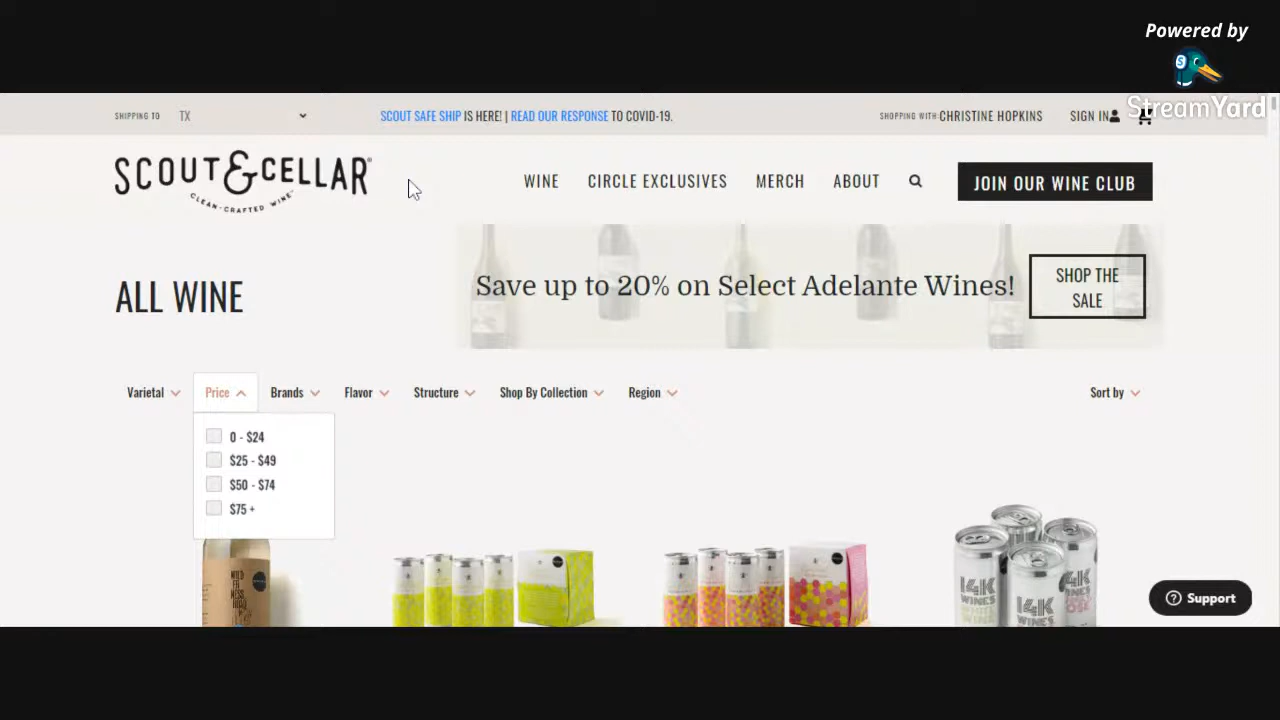 Powered by
StreamYard
SHIPPING TO TX
SCOUT SAFE SHIP IS HERE! | READ OUR RESPONSE TO COVID-19.
SHOPPING WITH: CHRISTINE HOPKINS
SIGN IN
SCOUT & CELLAR®
CLEAN-CRAFTED WINE™
WINE
CIRCLE EXCLUSIVES
MERCH
ABOUT
JOIN OUR WINE CLUB
ALL WINE
Save up to 20% on Select Adelante Wines!
SHOP THE
SALE
Varietal
Price
Brands
Flavor
Structure
Shop By Collection
Region
Sort by
0 - $24
$25 - $49
$50 - $74
$75 +
WILD
14K
WINES
14K
WINES
4K
Support